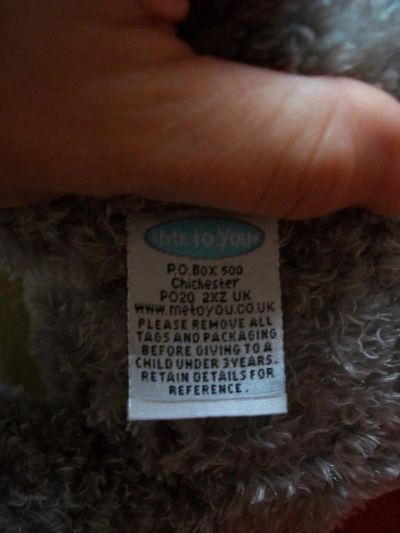 Me to You
P.O.Box 500
Chichester
PO20 2XZ UK
www.metoyou.co.uk
PLEASE REMOVE ALL
TAGS AND PACKAGING
BEFORE GIVING TO A
CHILD UNDER 3YEARS.
RETAIN DETAILS FOR
REFERENCE.